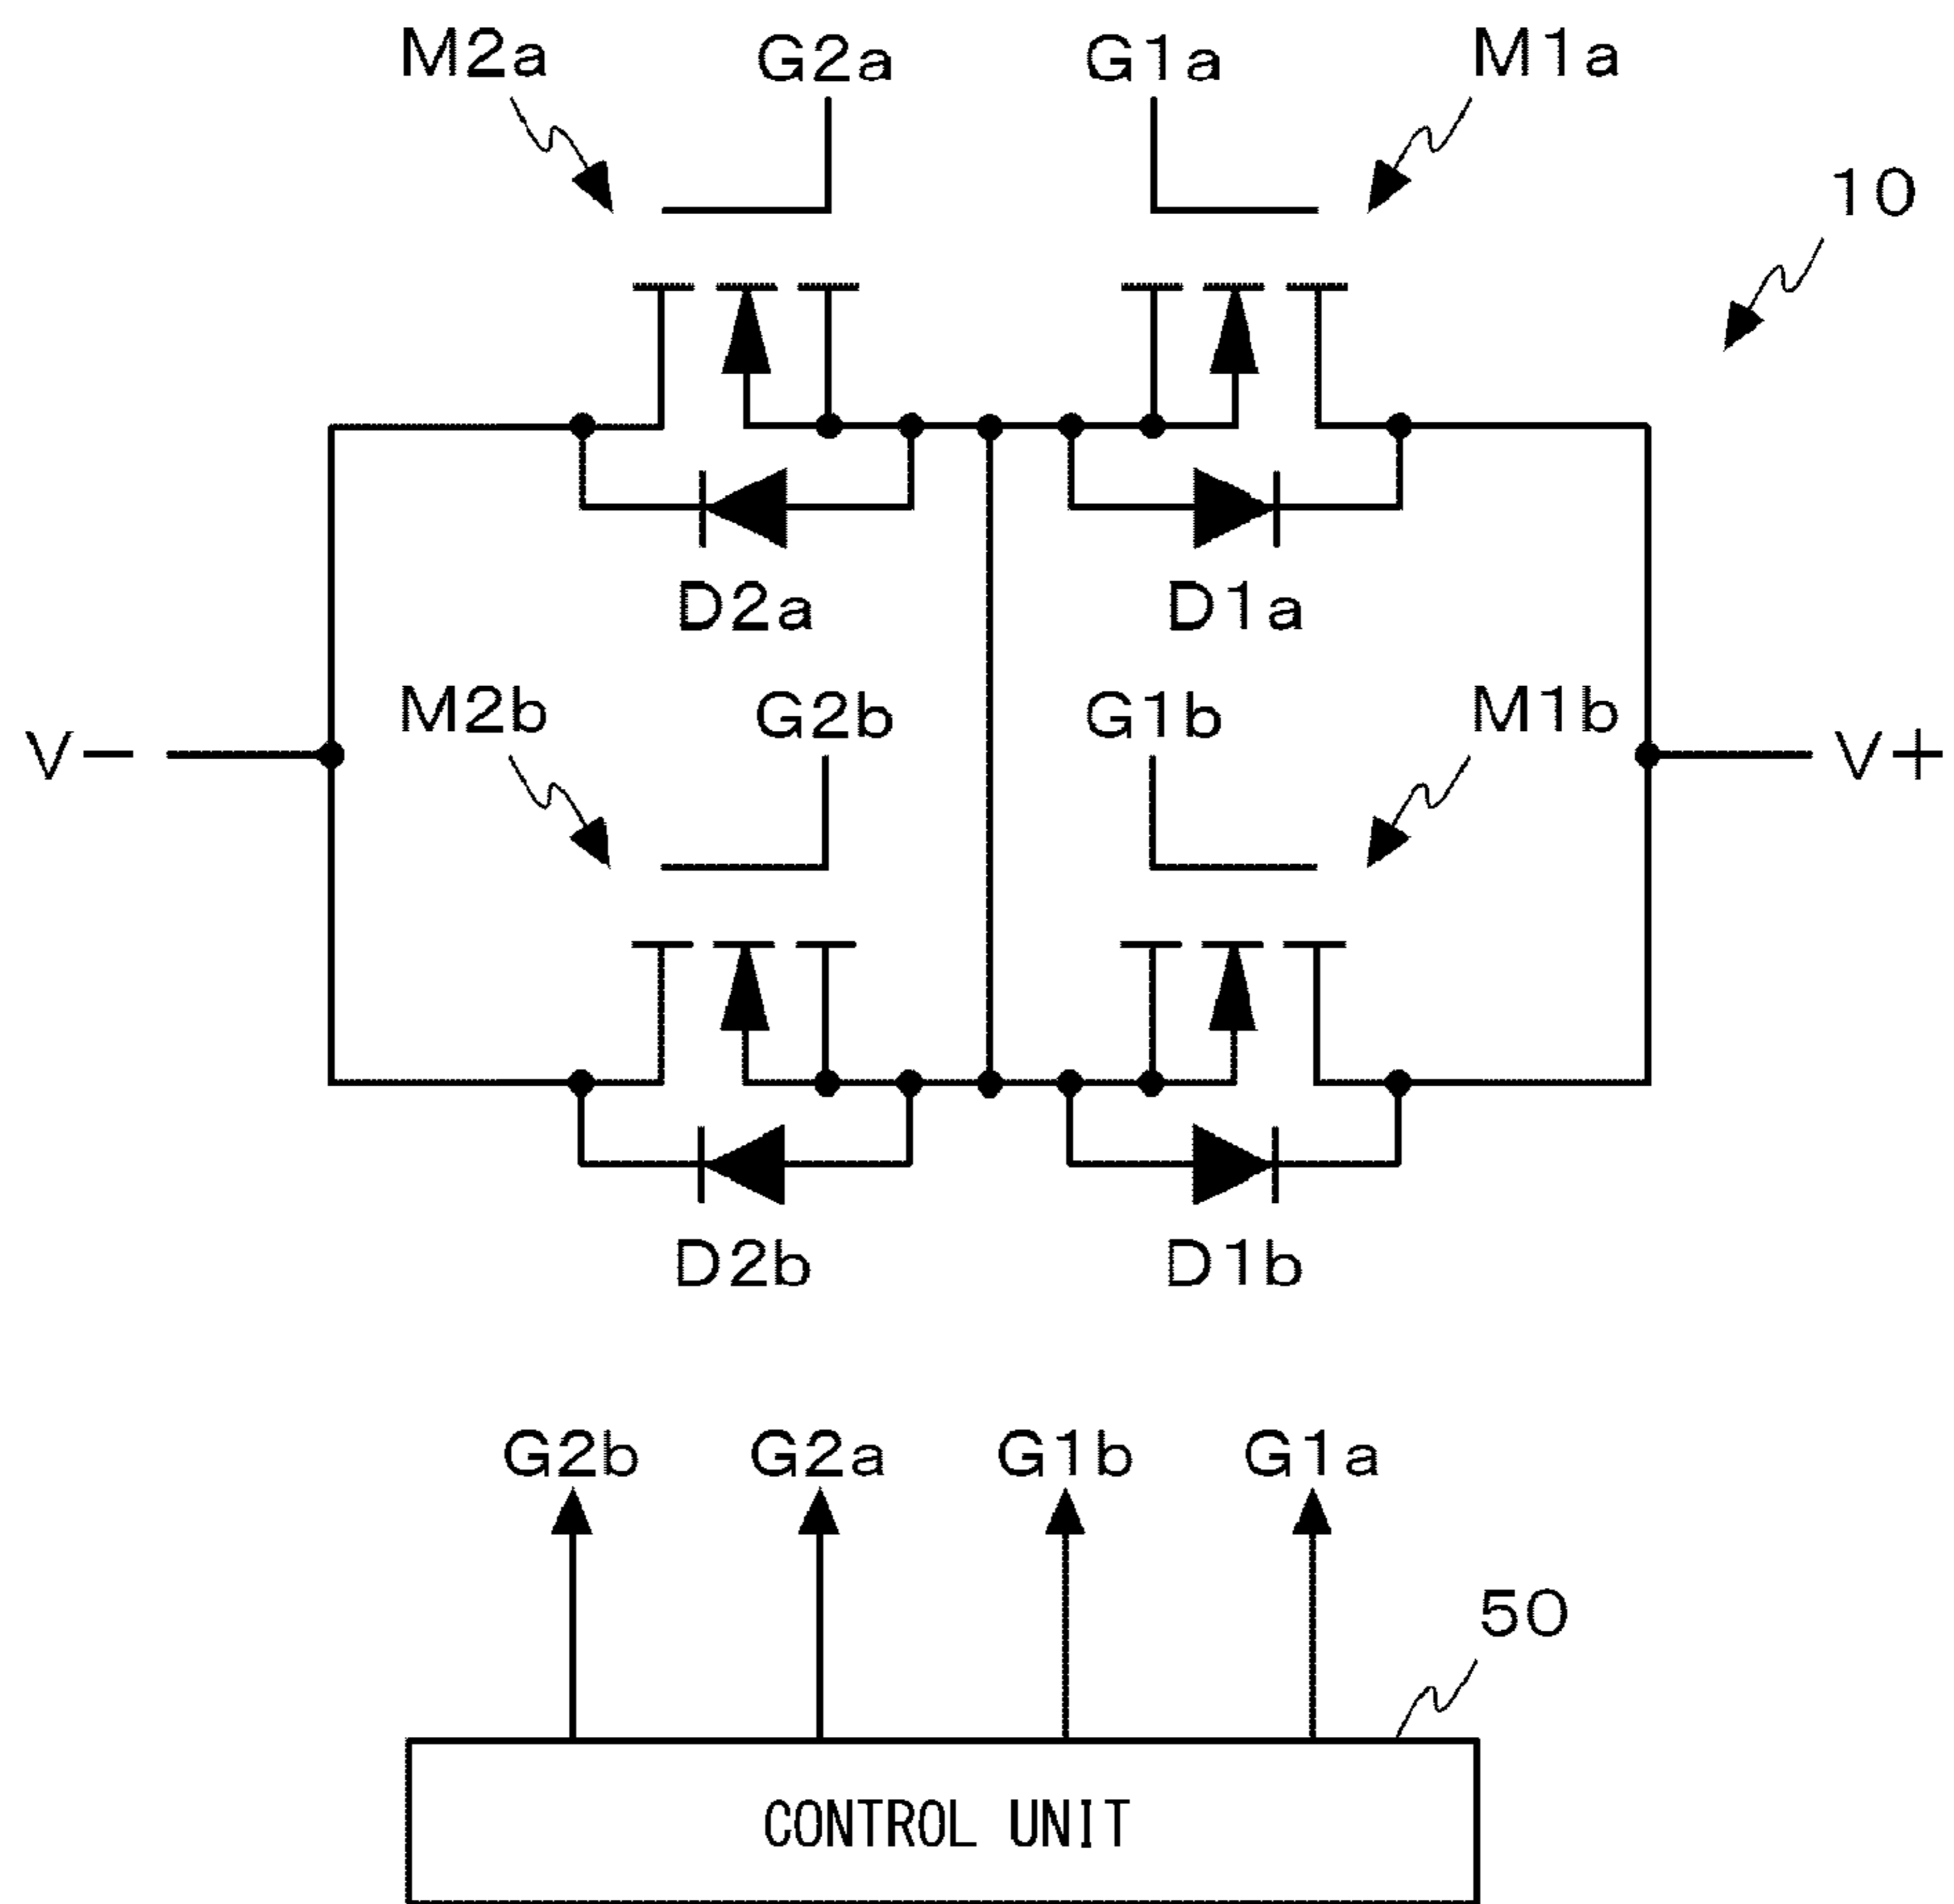 M2a G2a G1a M1a
10
D2a D1a
M2b G2b G1b M1b
V− V+
D2b D1b
G2b G2a G1b G1a
50
CONTROL UNIT